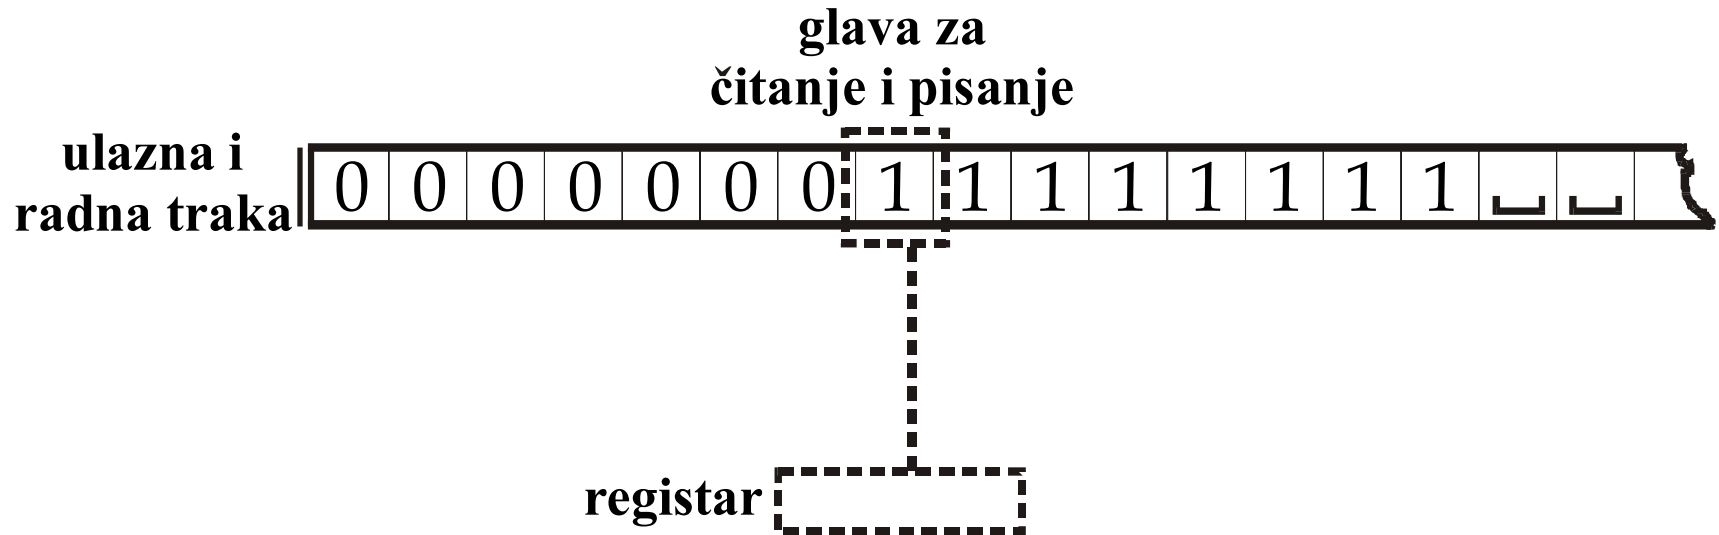 glava za
čitanje i pisanje
ulazna i
radna traka
0 0 0 0 0 0 0 1 1 1 1 1 1 1 1 ␣ ␣
registar